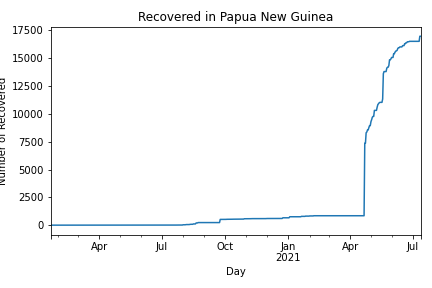 Recovered in Papua New Guinea
17500
15000
12500
10000
7500
5000
2500
0
Number of Recovered
Apr
Jul
Oct
Jan
2021
Apr
Jul
Day